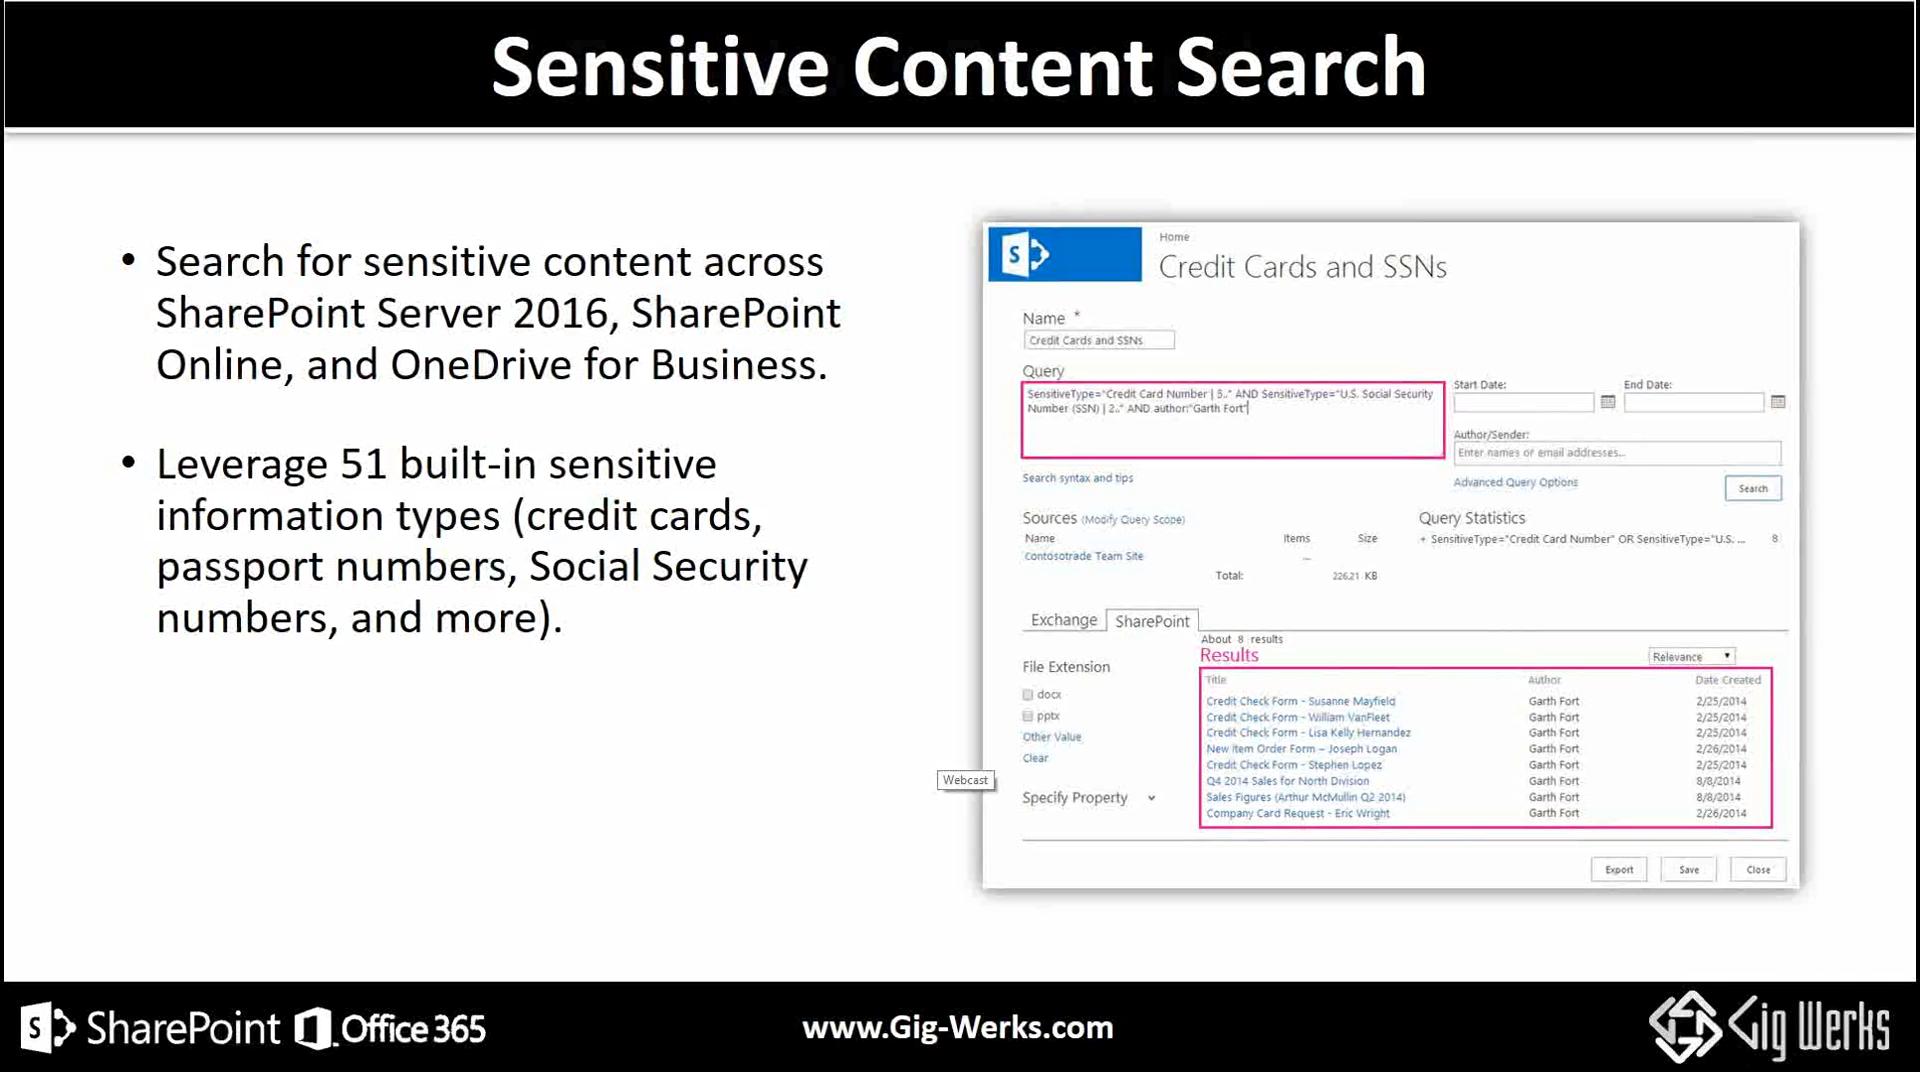 Sensitive Content Search
• Search for sensitive content across
SharePoint Server 2016, SharePoint
Online, and OneDrive for Business.
• Leverage 51 built-in sensitive
information types (credit cards,
passport numbers, Social Security
numbers, and more).
S
Home
Credit Cards and SSNs
Name *
Credit Cards and SSNs
Query
SensitiveType="Credit Card Number | 5.." AND SensitiveType="U.S. Social Security
Number (SSN) | 2.." AND author:"Garth Fort"
Start Date:
End Date:
Author/Sender:
Enter names or email addresses...
Search syntax and tips
Advanced Query Options
Search
Sources (Modify Query Scope)
Name Items Size
Contosotrade Team Site ...
Total: 226.21 KB
Query Statistics
+ SensitiveType="Credit Card Number" OR SensitiveType="U.S. ... 8
Exchange SharePoint
About 8 results
Results
Relevance
File Extension
docx
pptx
Other Value
Clear
Specify Property
Title Author Date Created
Credit Check Form - Susanne Mayfield Garth Fort 2/25/2014
Credit Check Form - William VanFleet Garth Fort 2/25/2014
Credit Check Form - Lisa Kelly Hernandez Garth Fort 2/25/2014
New Item Order Form – Joseph Logan Garth Fort 2/26/2014
Credit Check Form - Stephen Lopez Garth Fort 2/25/2014
Q4 2014 Sales for North Division Garth Fort 8/8/2014
Sales Figures (Arthur McMullin Q2 2014) Garth Fort 8/8/2014
Company Card Request - Eric Wright Garth Fort 2/26/2014
Webcast
Export Save Close
S SharePoint Office 365
www.Gig-Werks.com
Gig Werks